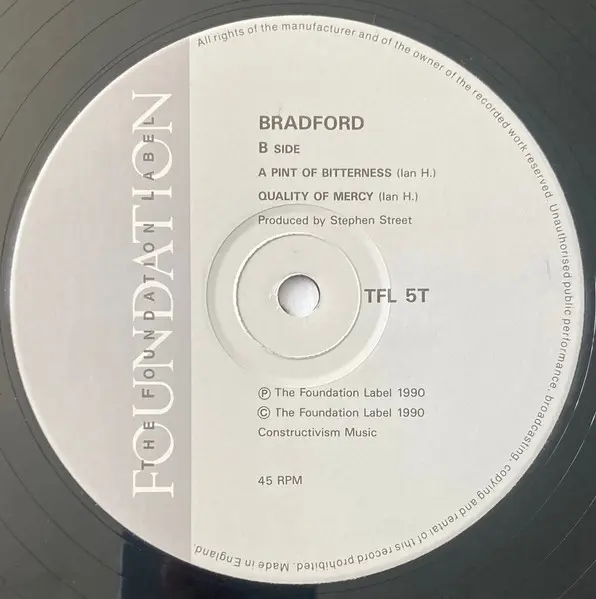 All rights of the manufacturer and of the owner of the recorded work reserved. Unauthorised public performance, broadcasting, copying and rental of this record prohibited. Made in England.
FOUNDATION
THE FOUNDATION LABEL
BRADFORD
B SIDE
A PINT OF BITTERNESS (Ian H.)
QUALITY OF MERCY (Ian H.)
Produced by Stephen Street
TFL 5T
Ⓟ The Foundation Label 1990
© The Foundation Label 1990
Constructivism Music
45 RPM